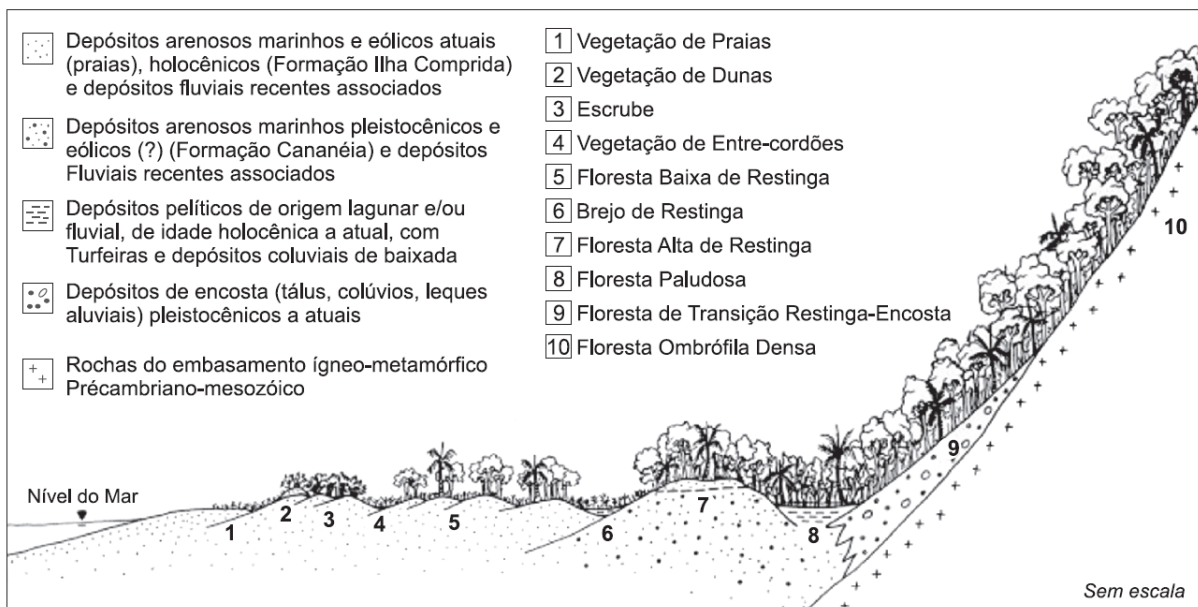 Depósitos arenosos marinhos e eólicos atuais
(praias), holocênicos (Formação Ilha Comprida)
e depósitos fluviais recentes associados
Depósitos arenosos marinhos pleistocênicos e
eólicos (?) (Formação Cananéia) e depósitos
Fluviais recentes associados
Depósitos pelíticos de origem lagunar e/ou
fluvial, de idade holocênica a atual, com
Turfeiras e depósitos coluviais de baixada
Depósitos de encosta (tálus, colúvios, leques
aluviais) pleistocênicos a atuais
Rochas do embasamento ígneo-metamórfico
Précambriano-mesozóico
1 Vegetação de Praias
2 Vegetação de Dunas
3 Escrube
4 Vegetação de Entre-cordões
5 Floresta Baixa de Restinga
6 Brejo de Restinga
7 Floresta Alta de Restinga
8 Floresta Paludosa
9 Floresta de Transição Restinga-Encosta
10 Floresta Ombrófila Densa
Nível do Mar
1
2
3
4
5
6
7
8
9
10
Sem escala